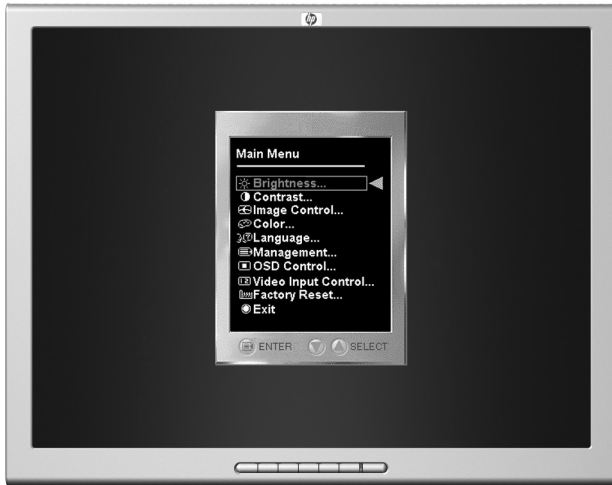 hp
Main Menu
Brightness...
Contrast...
Image Control...
Color...
Language...
Management...
OSD Control...
Video Input Control...
Factory Reset...
Exit
ENTER SELECT